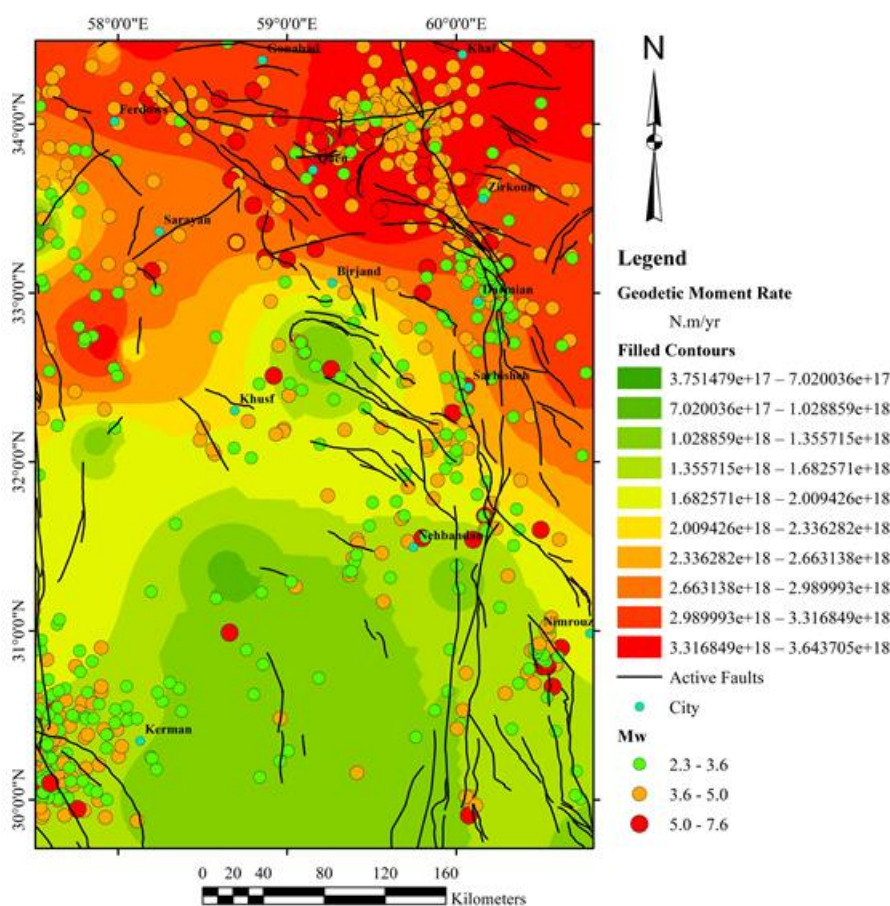 58°0'0"E 59°0'0"E 60°0'0"E
34°0'0"N
33°0'0"N
32°0'0"N
31°0'0"N
30°0'0"N
Gonabad
Khaf
Ferdows
Qaen
Zirkouh
Sarayan
Birjand
Darmian
Sarbisheh
Khusf
Nehbandan
Nimrouz
Kerman
N
Legend
Geodetic Moment Rate
N.m/yr
Filled Contours
3.751479e+17 – 7.020036e+17
7.020036e+17 – 1.028859e+18
1.028859e+18 – 1.355715e+18
1.355715e+18 – 1.682571e+18
1.682571e+18 – 2.009426e+18
2.009426e+18 – 2.336282e+18
2.336282e+18 – 2.663138e+18
2.663138e+18 – 2.989993e+18
2.989993e+18 – 3.316849e+18
3.316849e+18 – 3.643705e+18
Active Faults
City
Mw
2.3 - 3.6
3.6 - 5.0
5.0 - 7.6
0 20 40 80 120 160
Kilometers